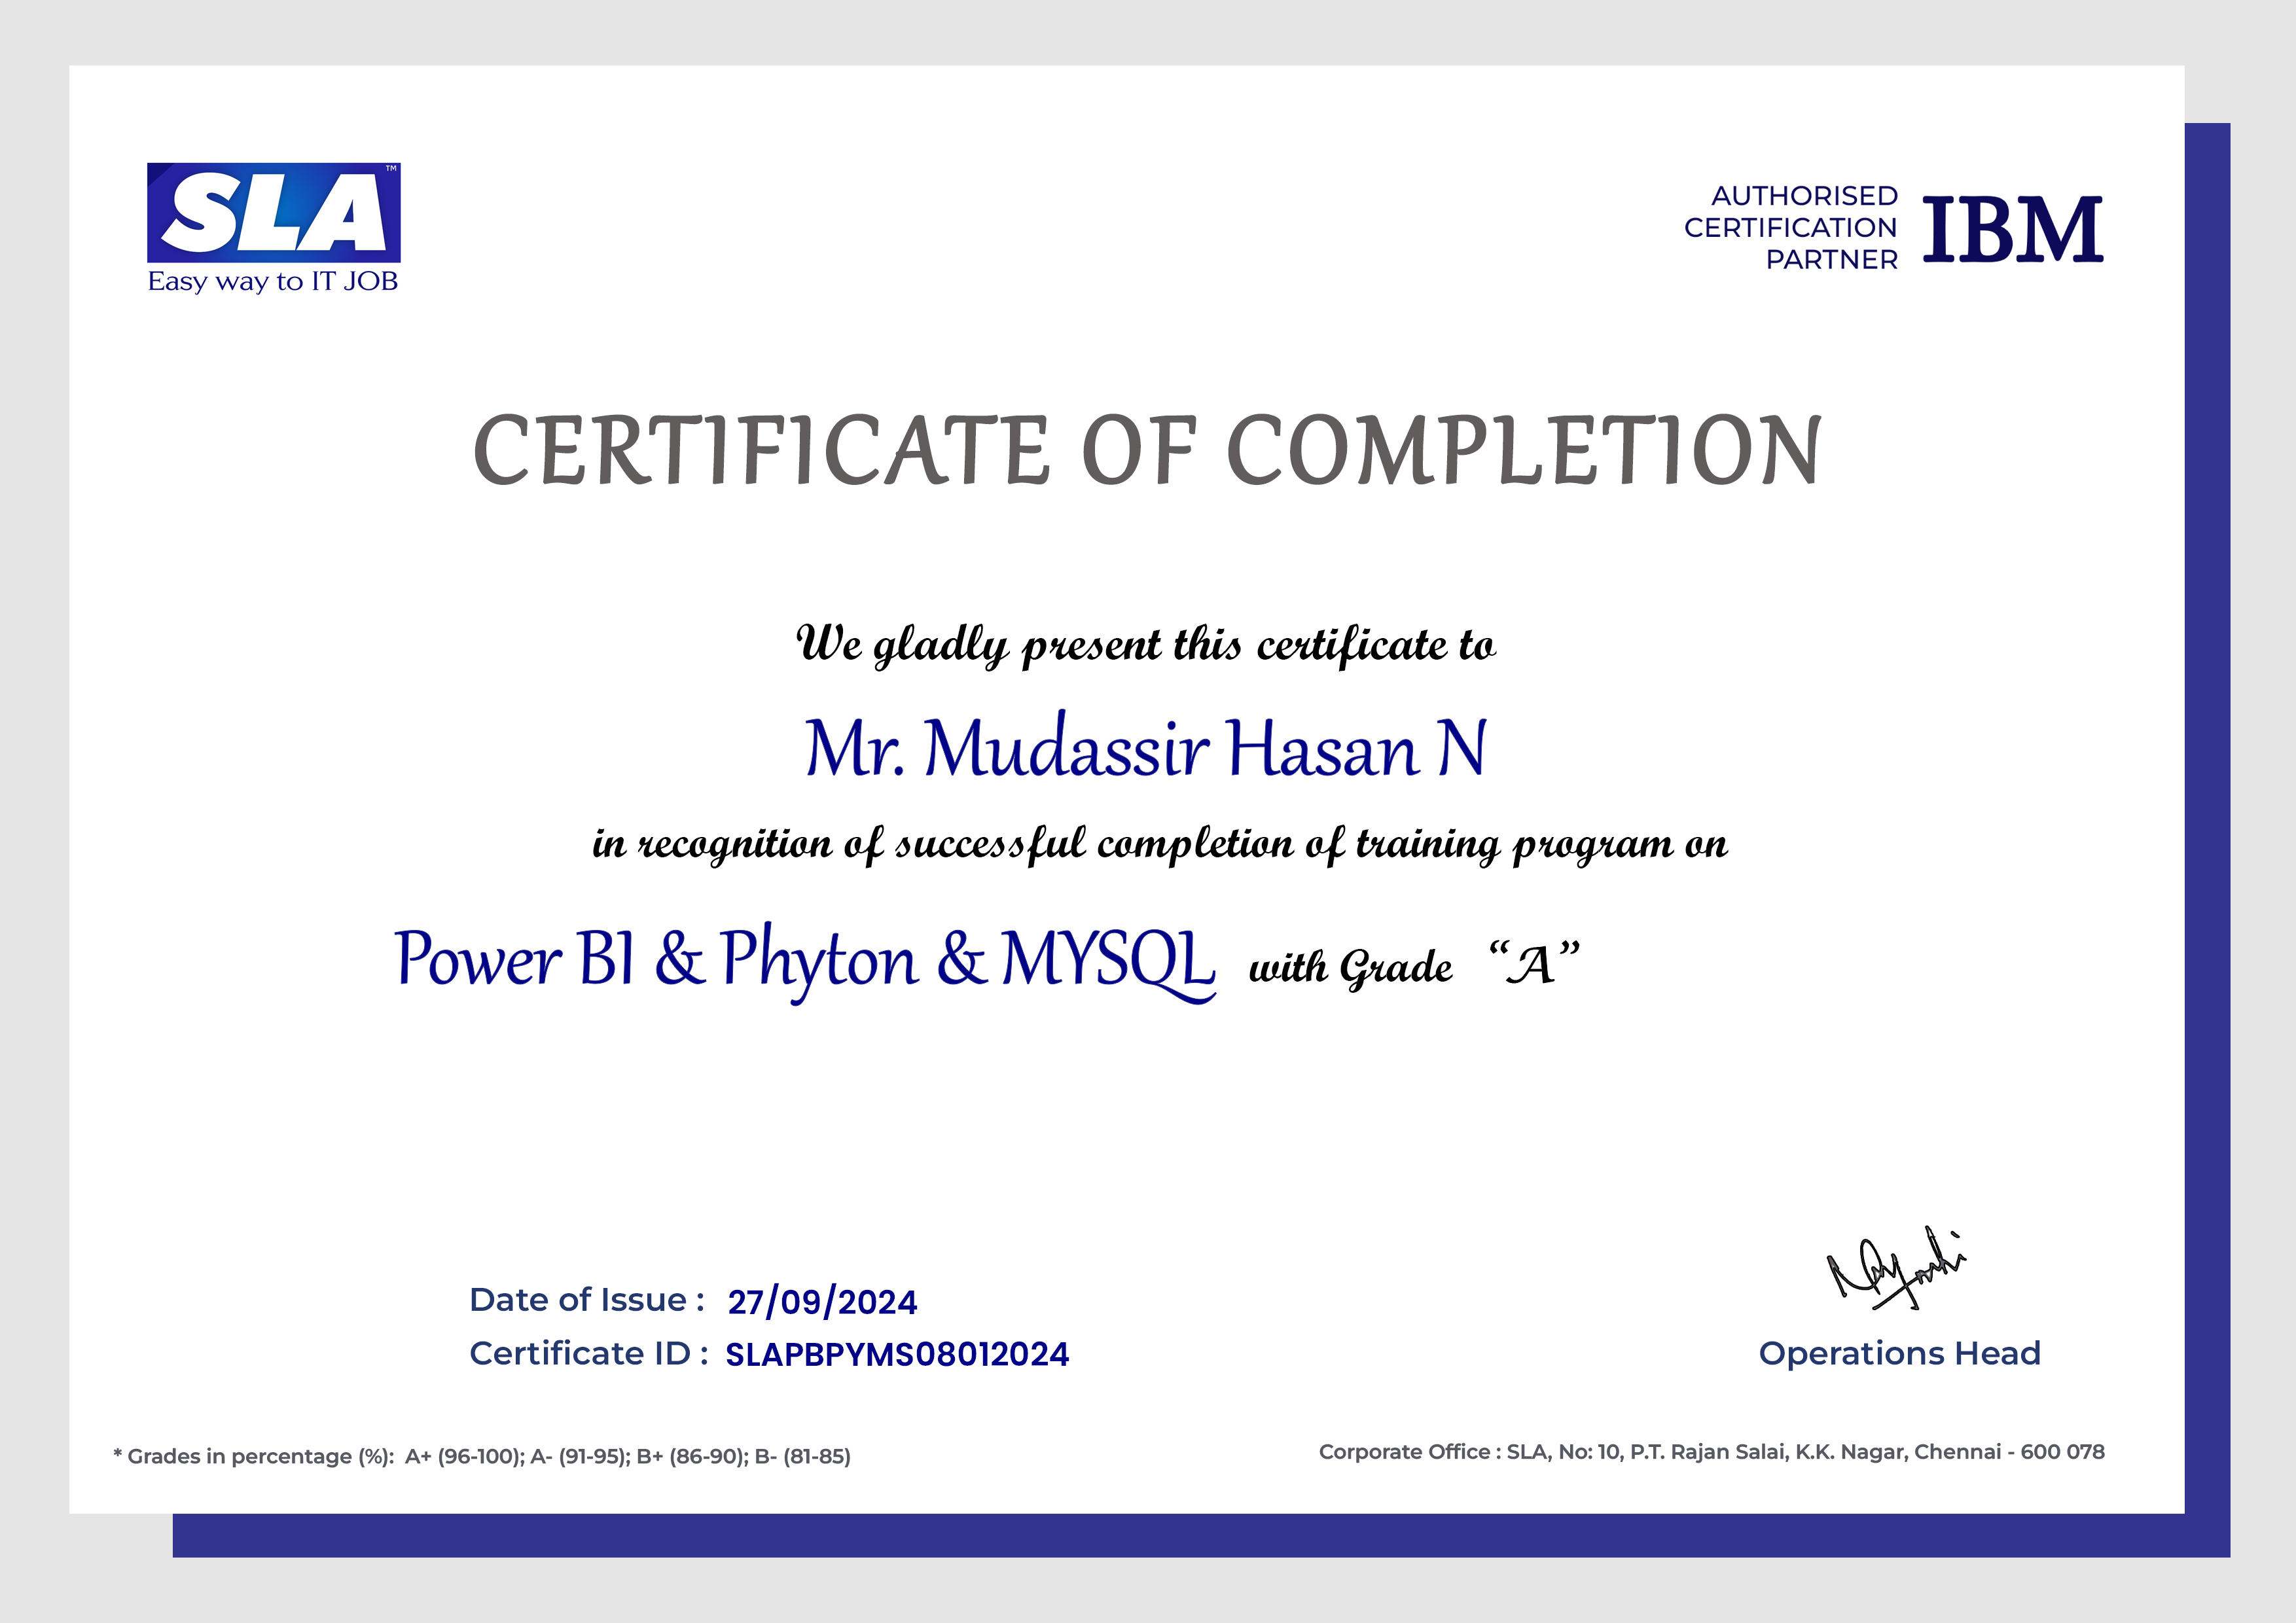 SLA™
Easy way to IT JOB
AUTHORISED
CERTIFICATION
PARTNER
IBM
CERTIFICATE OF COMPLETION
We gladly present this certificate to
Mr. Mudassir Hasan N
in recognition of successful completion of training program on
Power BI & Phyton & MYSQL with Grade “A”
Date of Issue : 27/09/2024
Certificate ID : SLAPBPYMS08012024
Operations Head
* Grades in percentage (%): A+ (96-100); A- (91-95); B+ (86-90); B- (81-85)
Corporate Office : SLA, No: 10, P.T. Rajan Salai, K.K. Nagar, Chennai - 600 078